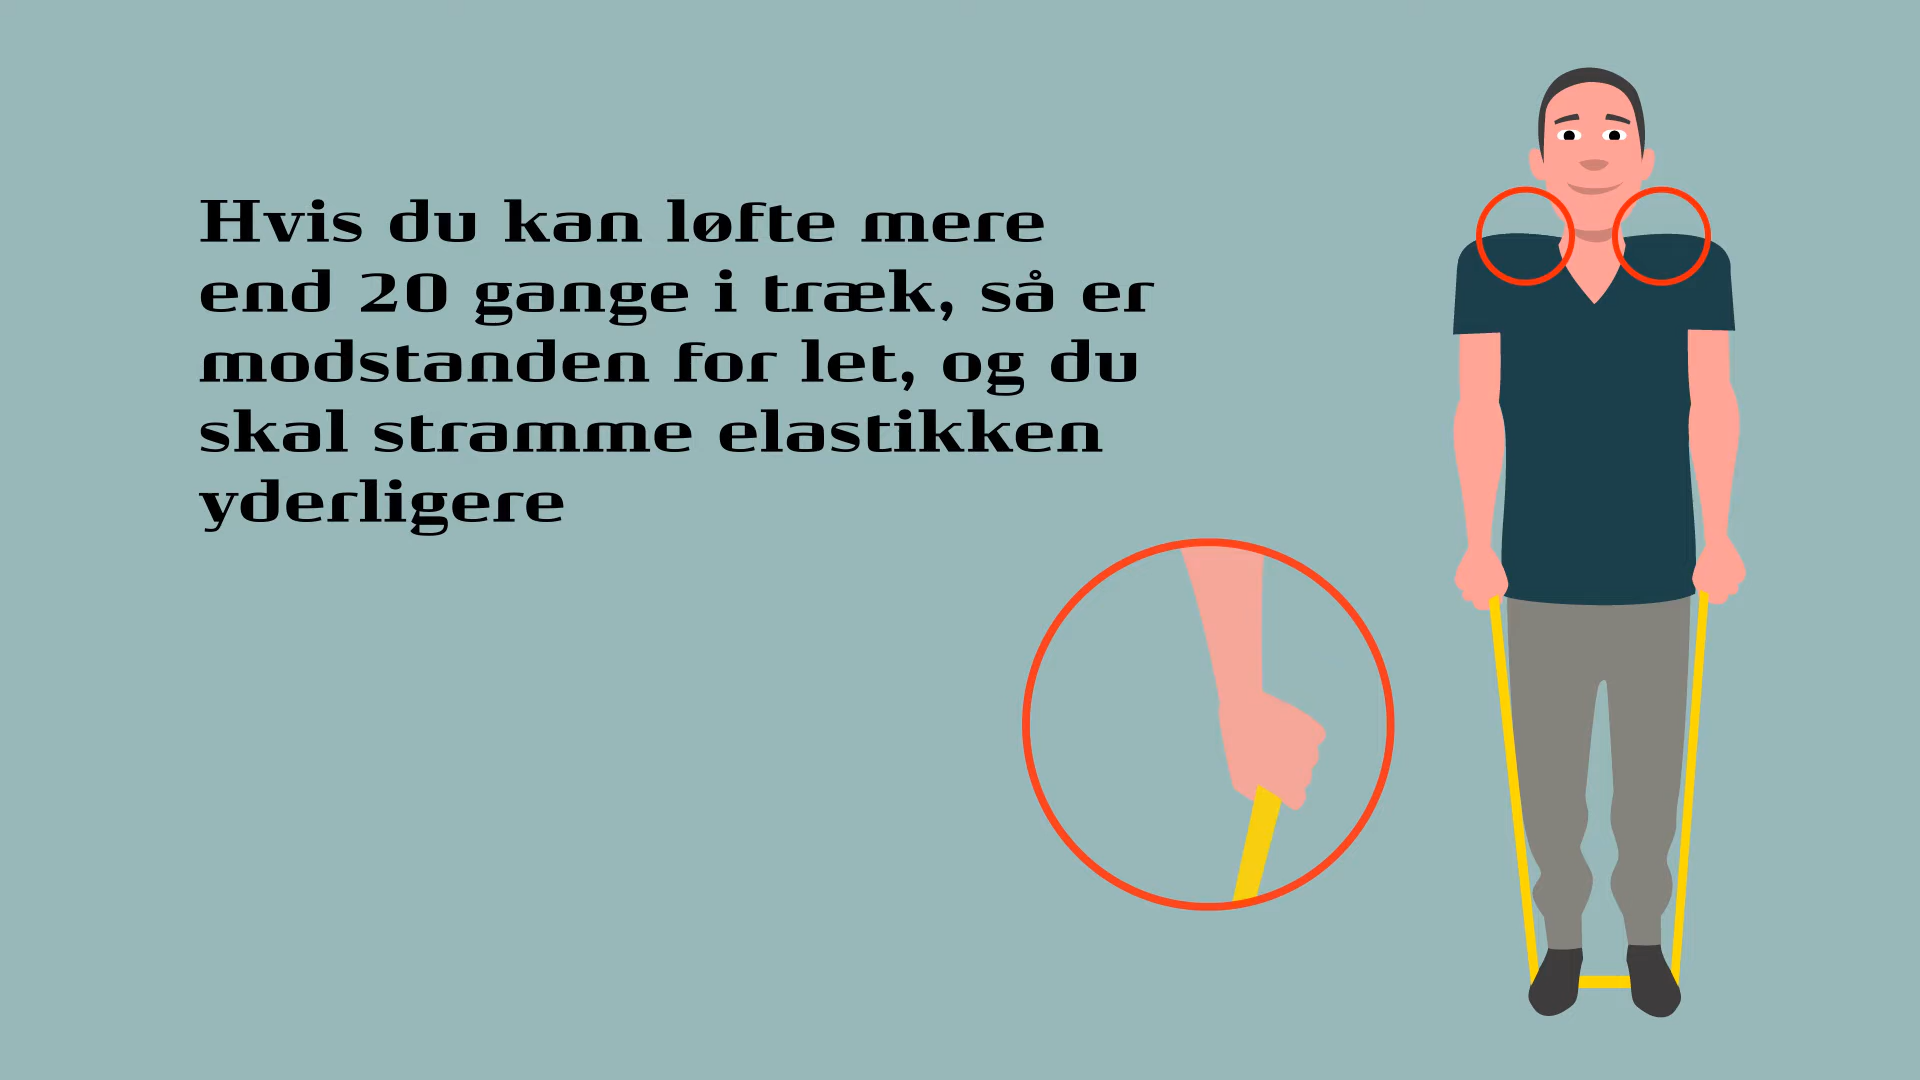 Hvis du kan løfte mere
end 20 gange i træk, så er
modstanden for let, og du
skal stramme elastikken
yderligere